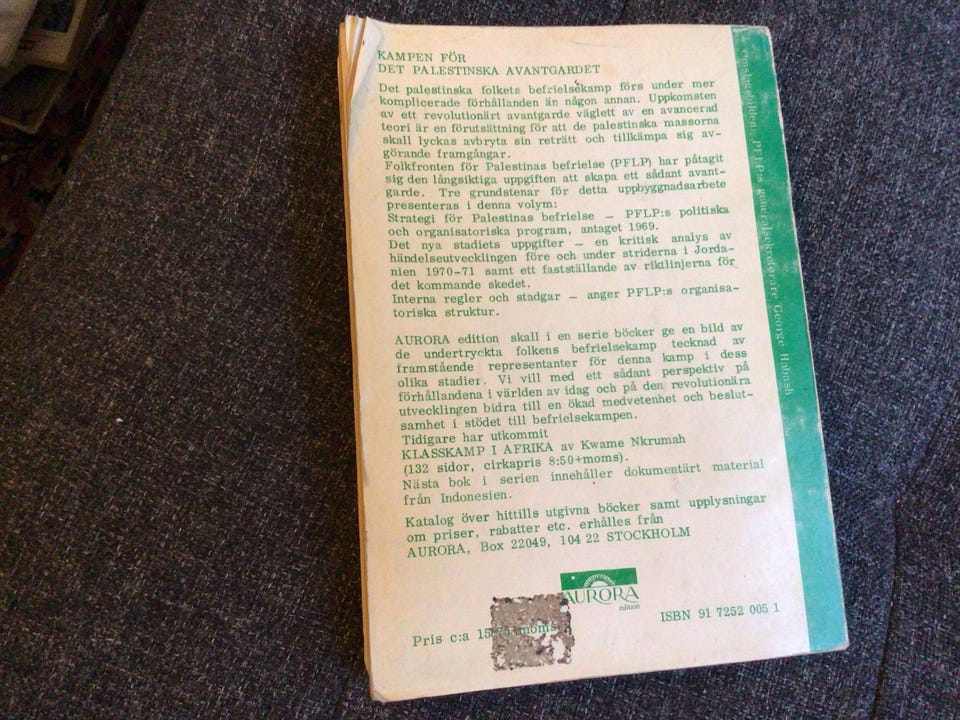 KAMPEN FÖR
DET PALESTINSKA AVANTGARDET
Det palestinska folkets befrielsekamp förs under mer
komplicerade förhållanden än någon annan. Uppkomsten
av ett revolutionärt avantgarde väglett av en avancerad
teori är en förutsättning för att de palestinska massorna
skall lyckas avbryta sin reträtt och tillkämpa sig av-
görande framgångar.
Folkfronten för Palestinas befrielse (PFLP) har påtagit
sig den långsiktiga uppgiften att skapa ett sådant avant-
garde. Tre grundstenar för detta uppbyggnadsarbete
presenteras i denna volym:
Strategi för Palestinas befrielse – PFLP:s politiska
och organisatoriska program, antaget 1969.
Det nya stadiets uppgifter – en kritisk analys av
händelseutvecklingen före och under striderna i Jorda-
nien 1970-71 samt ett fastställande av riktlinjerna för
det kommande skedet.
Interna regler och stadgar – anger PFLP:s organisa-
toriska struktur.
AURORA edition skall i en serie böcker ge en bild av
de undertryckta folkens befrielsekamp tecknad av
framstående representanter för denna kamp i dess
olika stadier. Vi vill med ett sådant perspektiv på
förhållandena i världen av idag och på den revolutionära
utvecklingen bidra till en ökad medvetenhet och beslut-
samhet i stödet till befrielsekampen.
Tidigare har utkommit
KLASSKAMP I AFRIKA av Kwame Nkrumah
(132 sidor, cirkapris 8:50+moms).
Nästa bok i serien innehåller dokumentärt material
från Indonesien.
Katalog över hittills utgivna böcker samt upplysningar
om priser, rabatter etc. erhålles från
AURORA, Box 22049, 104 22 STOCKHOLM
AURORA
edition
Pris c:a moms
ISBN 91 7252 005 1
Omslagsbilden: PFLP:s generalsekreterare George Habash